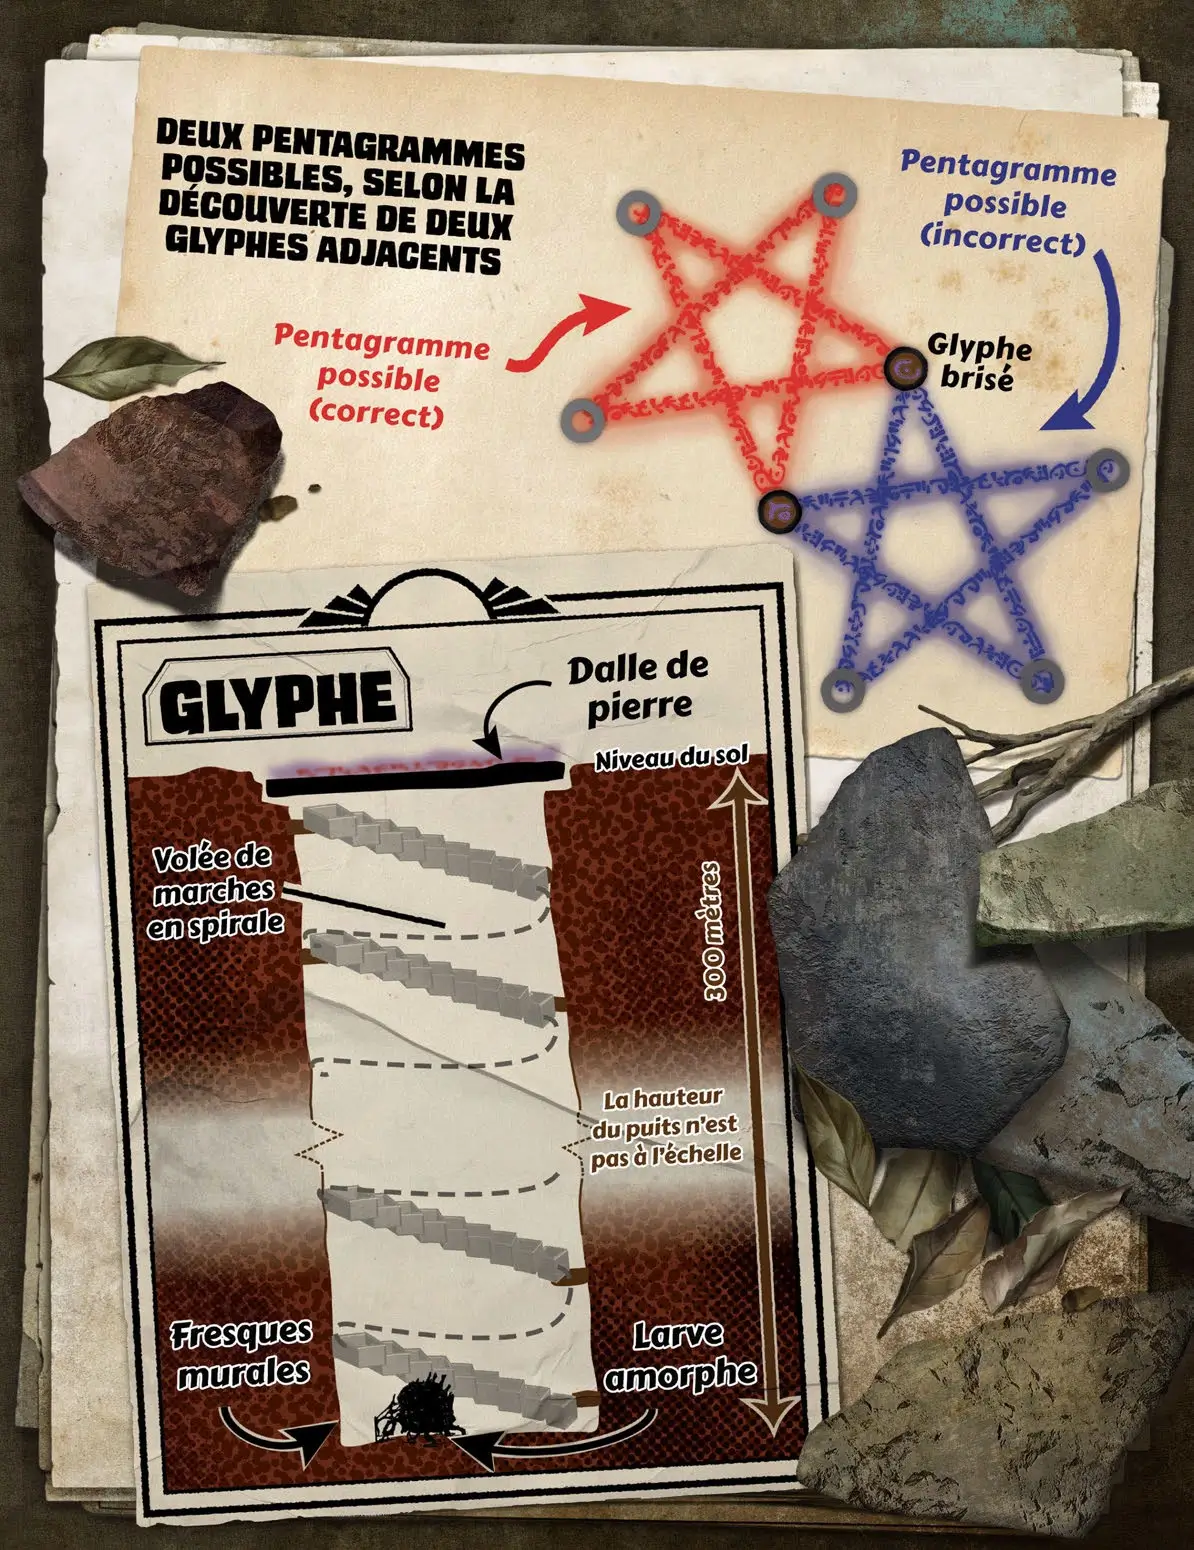 DEUX PENTAGRAMMES
POSSIBLES, SELON LA
DÉCOUVERTE DE DEUX
GLYPHES ADJACENTS
Pentagramme
possible
(incorrect)
Pentagramme
possible
(correct)
Glyphe
brisé
GLYPHE
Dalle de
pierre
Niveau du sol
Volée de
marches
en spirale
300 mètres
La hauteur
du puits n'est
pas à l'échelle
Fresques
murales
Larve
amorphe